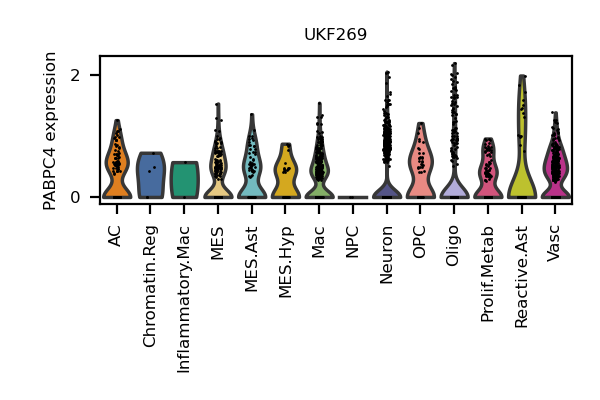 UKF269
PABPC4 expression
2
0
AC
Chromatin.Reg
Inflammatory.Mac
MES
MES.Ast
MES.Hyp
Mac
NPC
Neuron
OPC
Oligo
Prolif.Metab
Reactive.Ast
Vasc